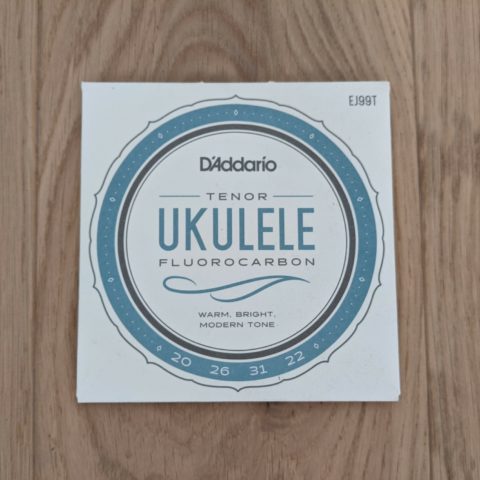 EJ99T
D'Addario
TENOR
UKULELE
FLUOROCARBON
WARM, BRIGHT,
MODERN TONE
20 26 31 22